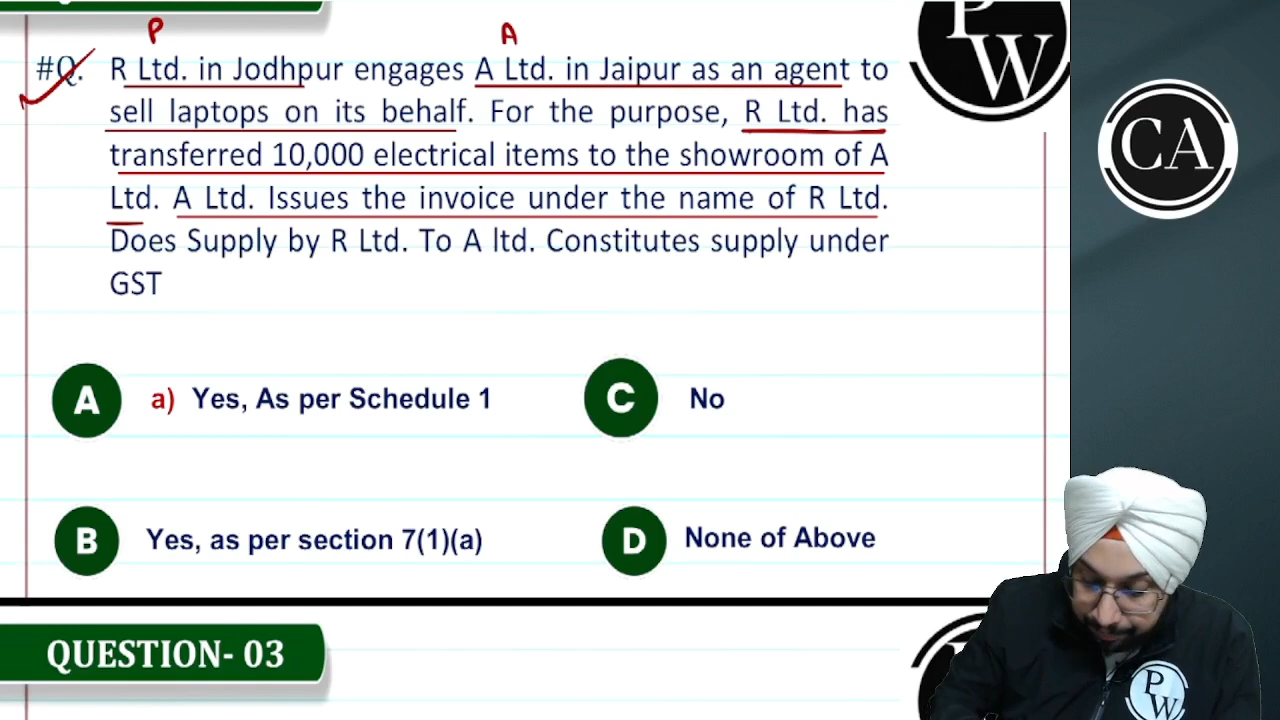 P
A
#Q. R Ltd. in Jodhpur engages A Ltd. in Jaipur as an agent to
sell laptops on its behalf. For the purpose, R Ltd. has
transferred 10,000 electrical items to the showroom of A
Ltd. A Ltd. Issues the invoice under the name of R Ltd.
Does Supply by R Ltd. To A ltd. Constitutes supply under
GST
A a) Yes, As per Schedule 1
C No
B Yes, as per section 7(1)(a)
D None of Above
QUESTION- 03
P
W
CA
P
W